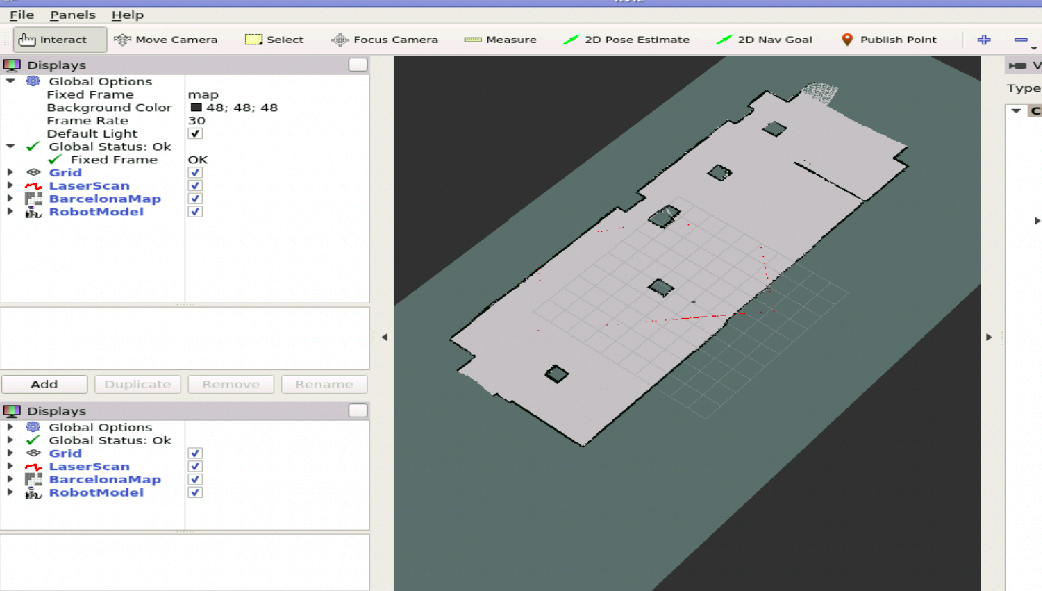 File Panels Help
Interact Move Camera Select Focus Camera Measure 2D Pose Estimate 2D Nav Goal Publish Point
Displays
Global Options
Fixed Frame map
Background Color 48; 48; 48
Frame Rate 30
Default Light
Global Status: Ok
Fixed Frame OK
Grid
LaserScan
BarcelonaMap
RobotModel
Add Duplicate Remove Rename
Displays
Global Options
Global Status: Ok
Grid
LaserScan
BarcelonaMap
RobotModel
Type